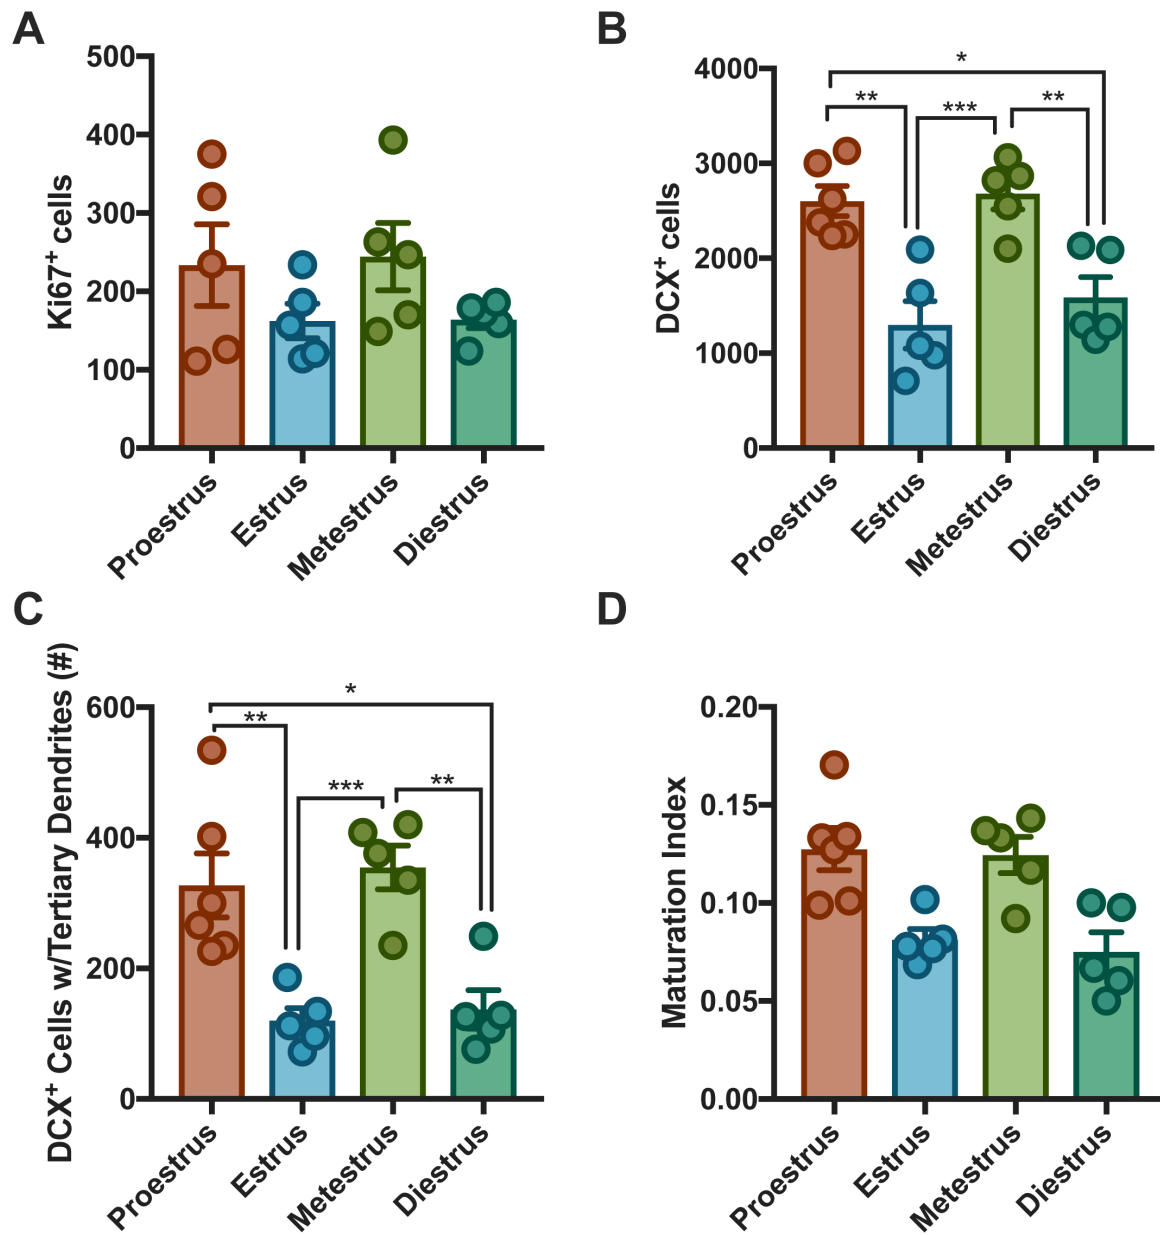 A
Ki67+ cells
500
400
300
200
100
0
Proestrus
Estrus
Metestrus
Diestrus
B
DCX+ cells
4000
3000
2000
1000
0
*
**
***
**
Proestrus
Estrus
Metestrus
Diestrus
C
DCX+ Cells w/Tertiary Dendrites (#)
600
400
200
0
*
**
***
**
Proestrus
Estrus
Metestrus
Diestrus
D
Maturation Index
0.20
0.15
0.10
0.05
0.00
Proestrus
Estrus
Metestrus
Diestrus